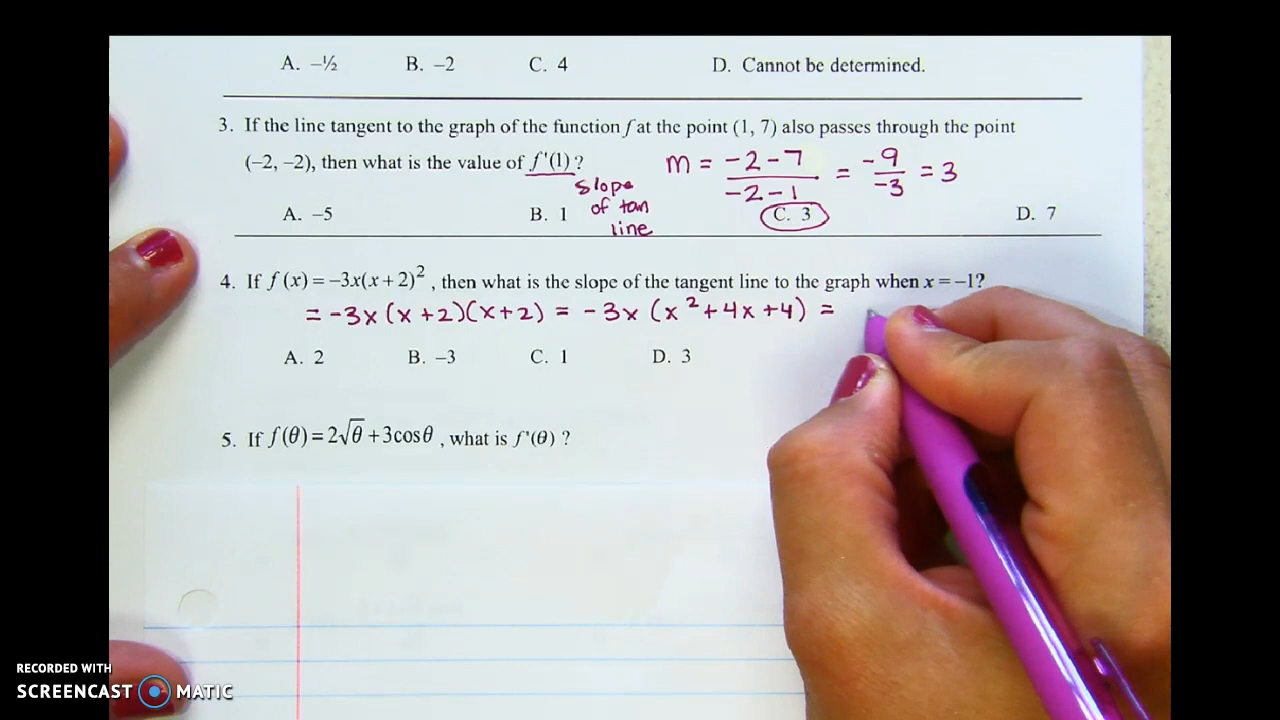 A. –½ B. –2 C. 4 D. Cannot be determined.
3. If the line tangent to the graph of the function f at the point (1, 7) also passes through the point
(–2, –2), then what is the value of f'(1)?
m = -2-7/-2-1 = -9/-3 = 3
slope
of tan
line
A. –5 B. 1 C. 3 D. 7
4. If f(x)=–3x(x+2)², then what is the slope of the tangent line to the graph when x=–1?
= -3x(x+2)(x+2) = -3x(x²+4x+4) =
A. 2 B. –3 C. 1 D. 3
5. If f(θ)=2√θ+3cosθ, what is f'(θ)?
RECORDED WITH
SCREENCAST MATIC